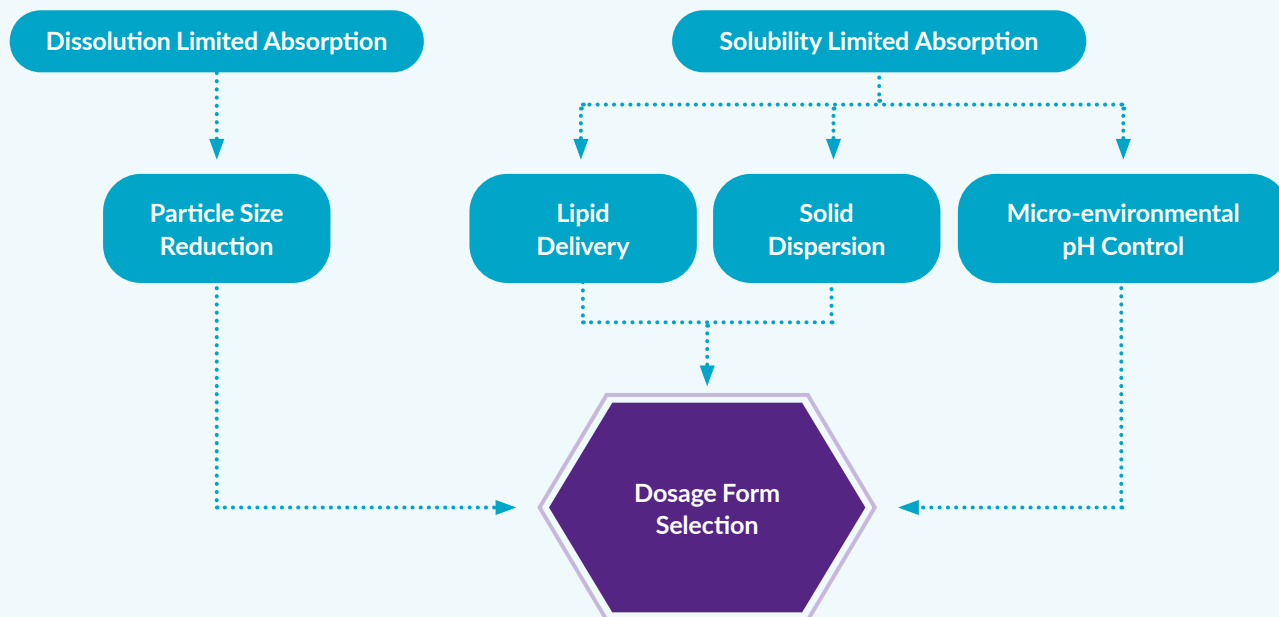 Dissolution Limited Absorption
Solubility Limited Absorption
Particle Size
Reduction
Lipid
Delivery
Solid
Dispersion
Micro-environmental
pH Control
Dosage Form
Selection